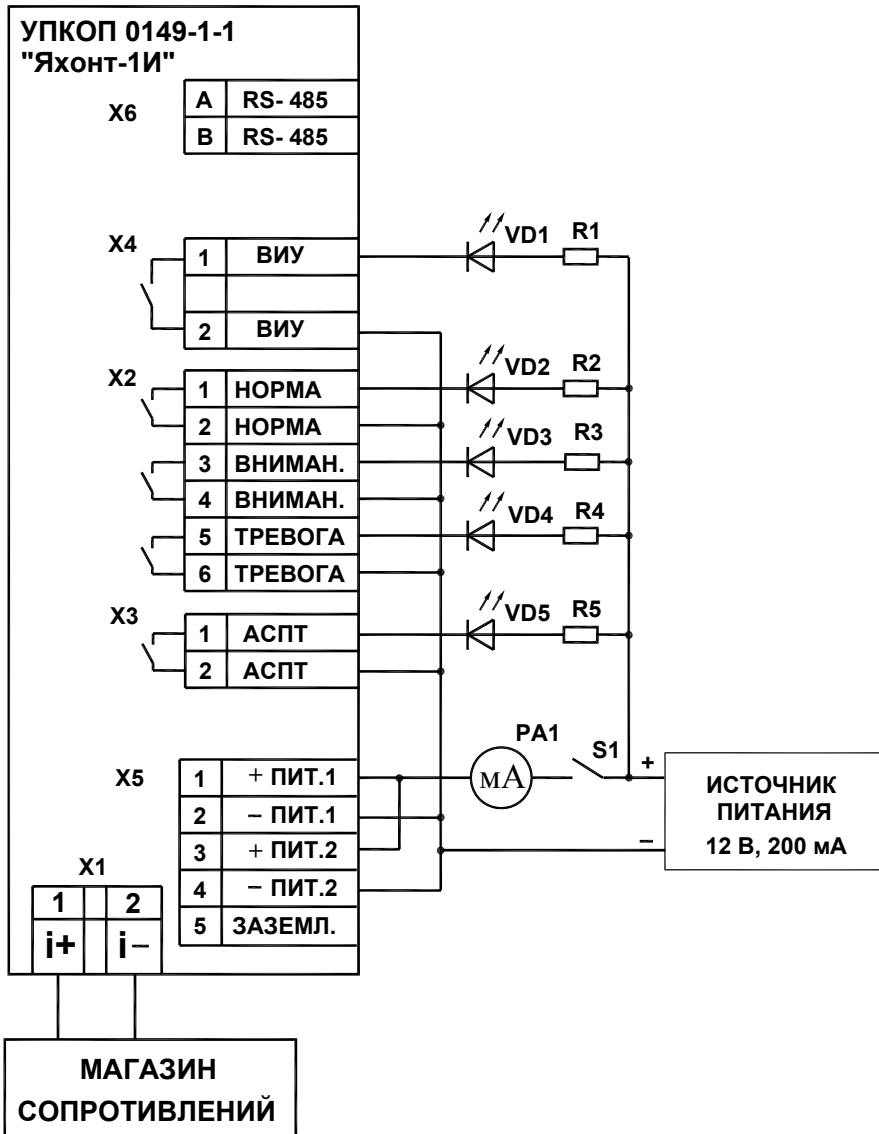 УПКОП 0149-1-1
"Яхонт-1И"
X6
A RS- 485
B RS- 485
X4
1 ВИУ
2 ВИУ
VD1 R1
X2
1 НОРМА
2 НОРМА
3 ВНИМАН.
4 ВНИМАН.
5 ТРЕВОГА
6 ТРЕВОГА
VD2 R2
VD3 R3
VD4 R4
X3
1 АСПТ
2 АСПТ
VD5 R5
X5
1 + ПИТ.1
2 – ПИТ.1
3 + ПИТ.2
4 – ПИТ.2
5 ЗАЗЕМЛ.
PA1
мА
S1
+
–
ИСТОЧНИК
ПИТАНИЯ
12 В, 200 мА
X1
1 2
i+ i–
МАГАЗИН
СОПРОТИВЛЕНИЙ